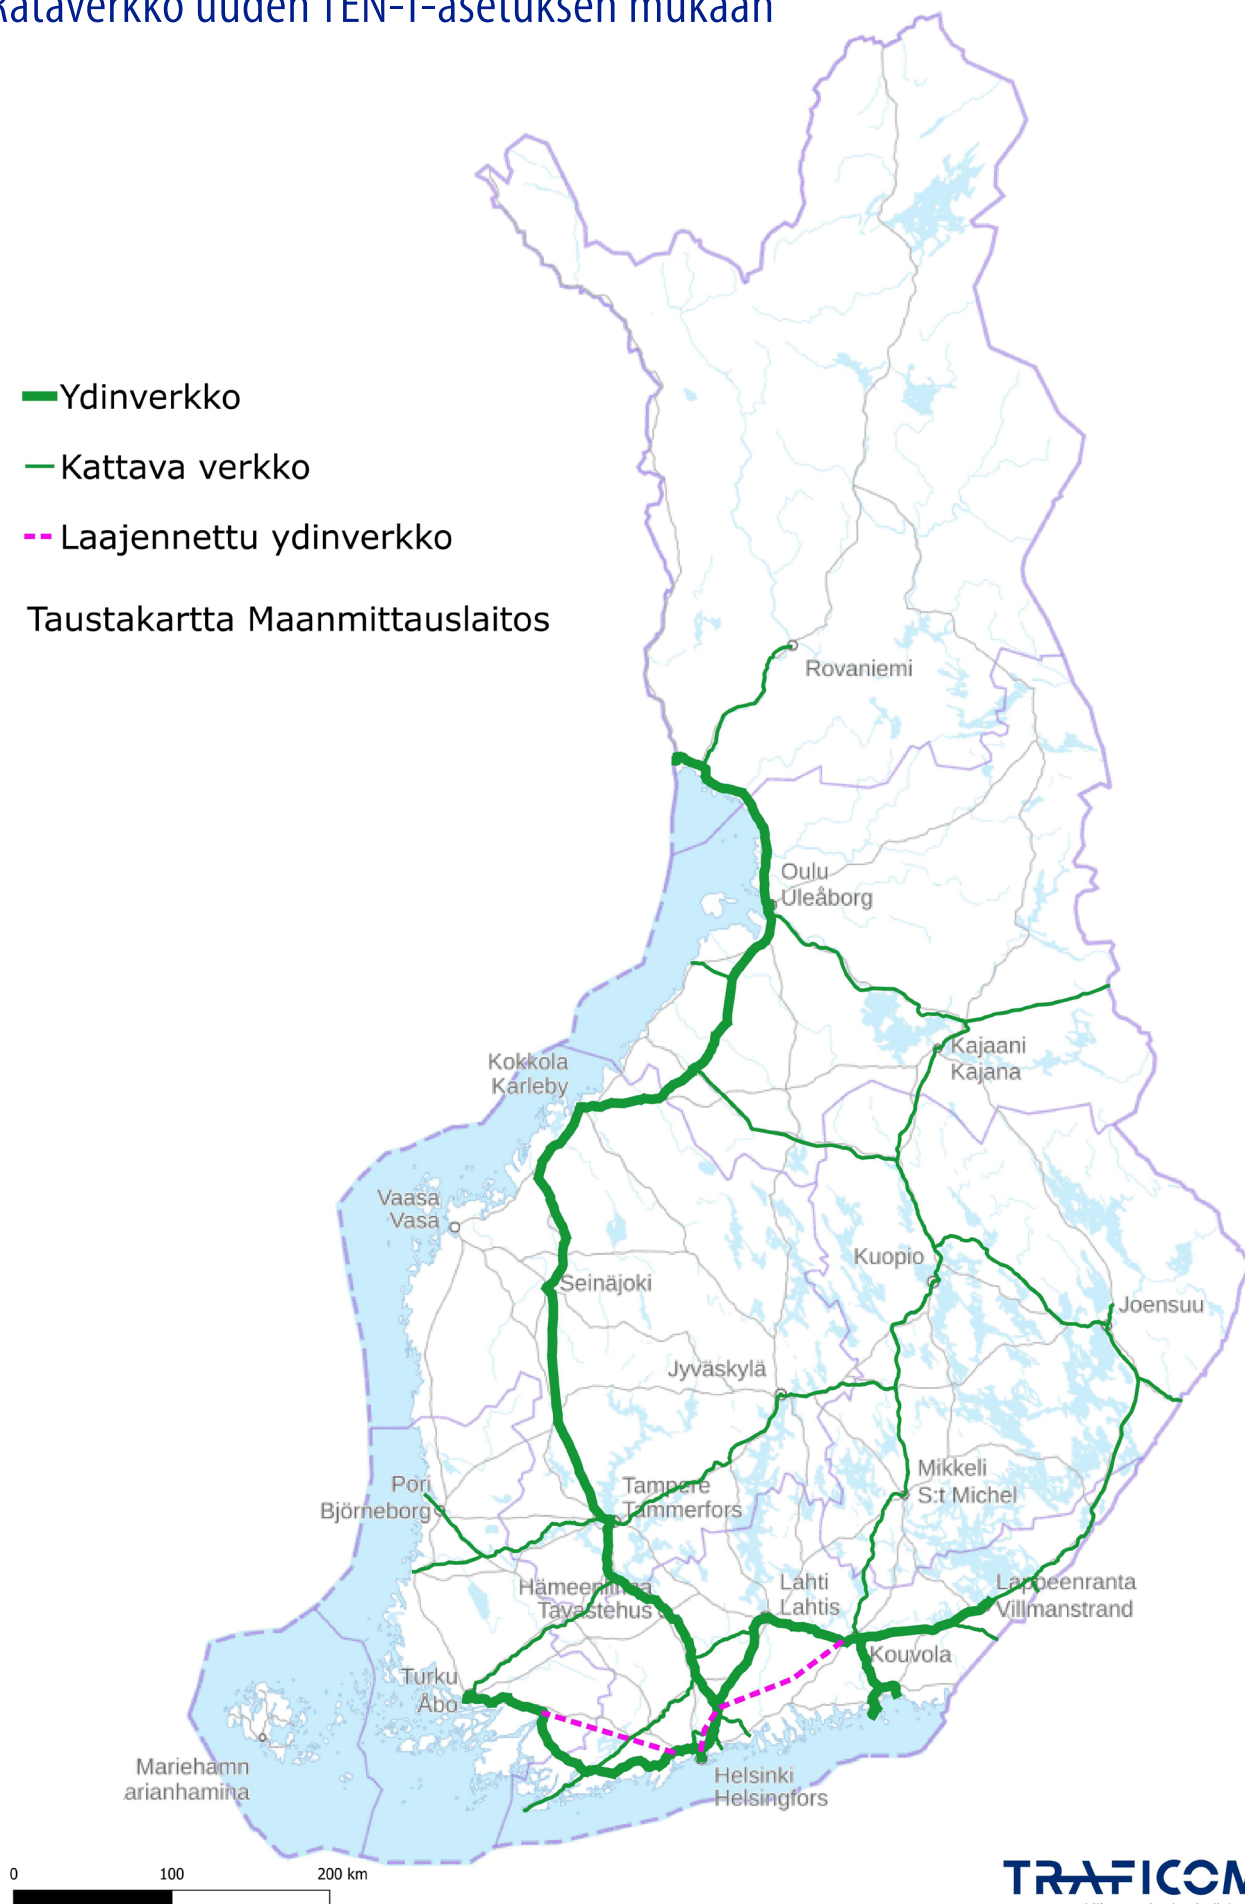 Rataverkko uuden TEN-T-asetuksen mukaan
Ydinverkko
Kattava verkko
Laajennettu ydinverkko
Taustakartta Maanmittauslaitos
Rovaniemi
Oulu
Uleåborg
Kajaani
Kajana
Kokkola
Karleby
Vaasa
Vasa
Seinäjoki
Kuopio
Joensuu
Jyväskylä
Mikkeli
S:t Michel
Pori
Björneborg
Tampere
Tammerfors
Hämeenlinna
Tavastehus
Lahti
Lahtis
Lappeenranta
Villmanstrand
Kouvola
Turku
Åbo
Mariehamn
arianhamina
Helsinki
Helsingfors
0 100 200 km
TRAFICOM